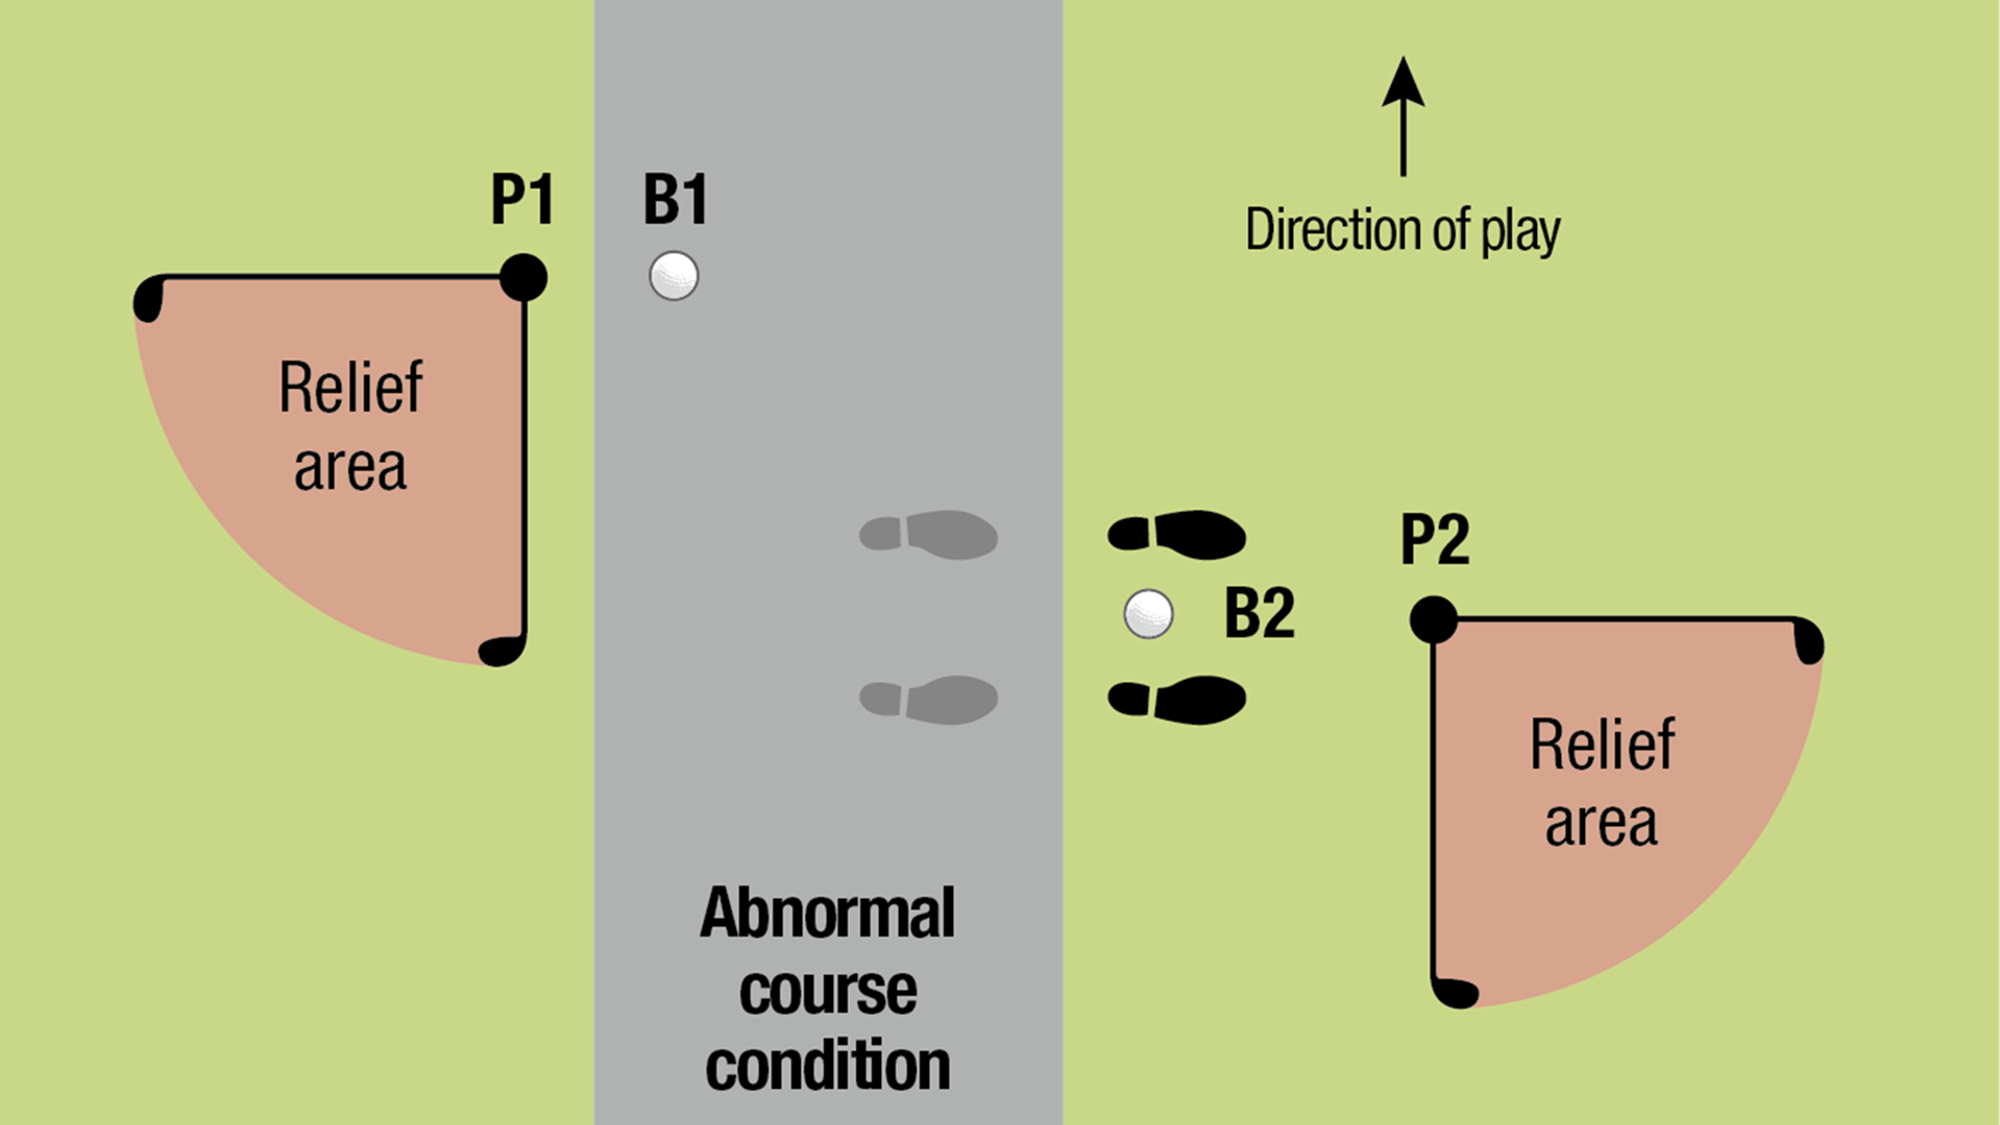 P1
B1
Direction of play
Relief
area
P2
B2
Relief
area
Abnormal
course
condition